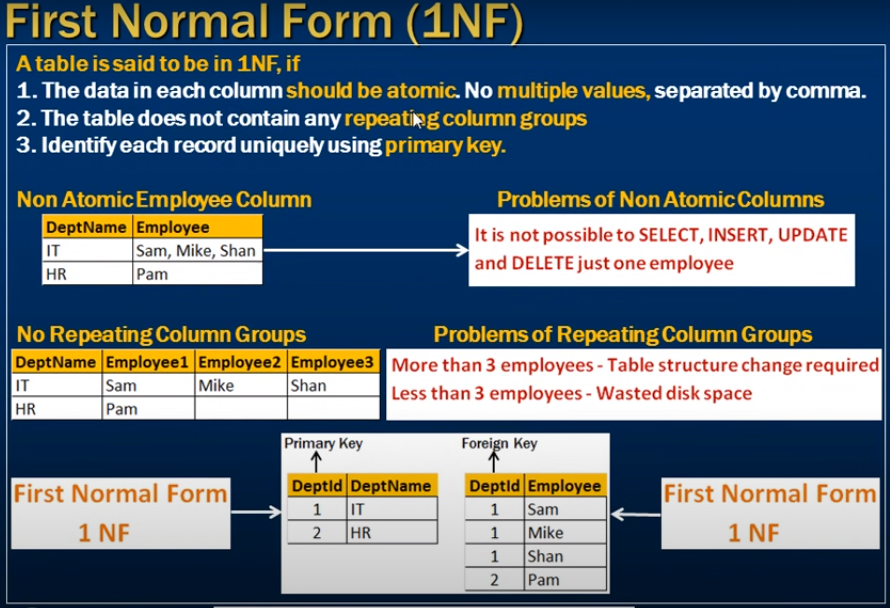 First Normal Form (1NF)
A table is said to be in 1NF, if
1. The data in each column should be atomic. No multiple values, separated by comma.
2. The table does not contain any repeating column groups
3. Identify each record uniquely using primary key.
Non Atomic Employee Column
Problems of Non Atomic Columns
DeptName Employee
IT Sam, Mike, Shan
HR Pam
It is not possible to SELECT, INSERT, UPDATE
and DELETE just one employee
No Repeating Column Groups
Problems of Repeating Column Groups
DeptName Employee1 Employee2 Employee3
IT Sam Mike Shan
HR Pam
More than 3 employees - Table structure change required
Less than 3 employees - Wasted disk space
First Normal Form
1 NF
Primary Key
DeptId DeptName
1 IT
2 HR
Foreign Key
DeptId Employee
1 Sam
1 Mike
1 Shan
2 Pam
First Normal Form
1 NF